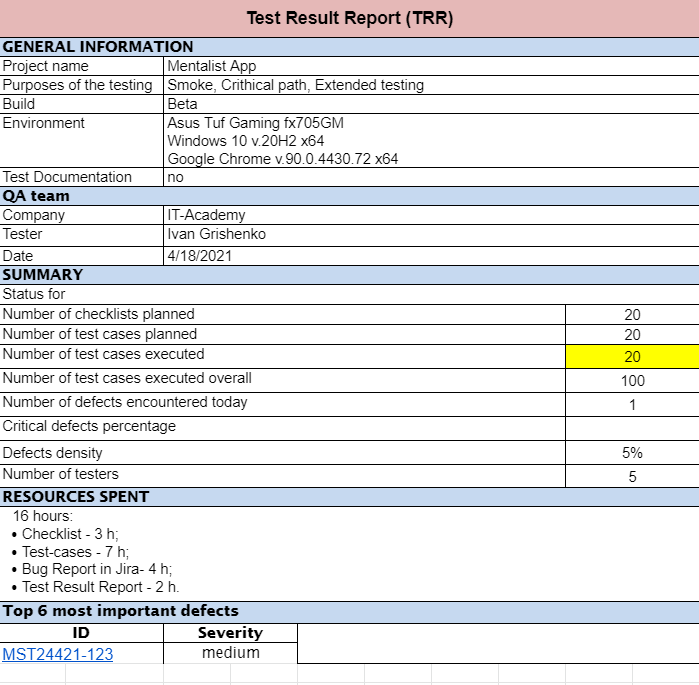 Test Result Report (TRR)
GENERAL INFORMATION
Project name Mentalist App
Purposes of the testing Smoke, Crithical path, Extended testing
Build Beta
Environment Asus Tuf Gaming fx705GM
Windows 10 v.20H2 x64
Google Chrome v.90.0.4430.72 x64
Test Documentation no
QA team
Company IT-Academy
Tester Ivan Grishenko
Date 4/18/2021
SUMMARY
Status for
Number of checklists planned 20
Number of test cases planned 20
Number of test cases executed 20
Number of test cases executed overall 100
Number of defects encountered today 1
Critical defects percentage
Defects density 5%
Number of testers 5
RESOURCES SPENT
16 hours:
• Checklist - 3 h;
• Test-cases - 7 h;
• Bug Report in Jira- 4 h;
• Test Result Report - 2 h.
Top 6 most important defects
ID Severity
MST24421-123 medium